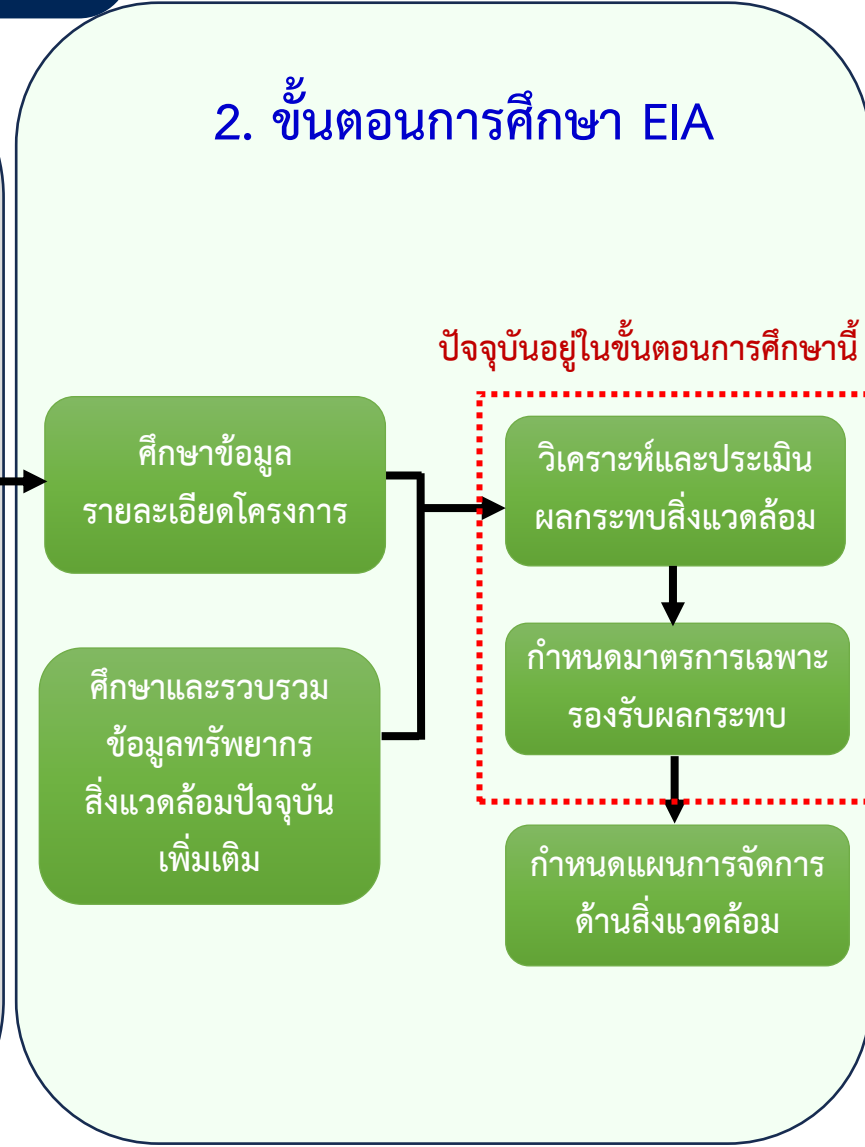 2. ขั้นตอนการศึกษา EIA
ปัจจุบันอยู่ในขั้นตอนการศึกษานี้
ศึกษาข้อมูล
รายละเอียดโครงการ
ศึกษาและรวบรวม
ข้อมูลทรัพยากร
สิ่งแวดล้อมปัจจุบัน
เพิ่มเติม
วิเคราะห์และประเมิน
ผลกระทบสิ่งแวดล้อม
กำหนดมาตรการเฉพาะ
รองรับผลกระทบ
กำหนดแผนการจัดการ
ด้านสิ่งแวดล้อม